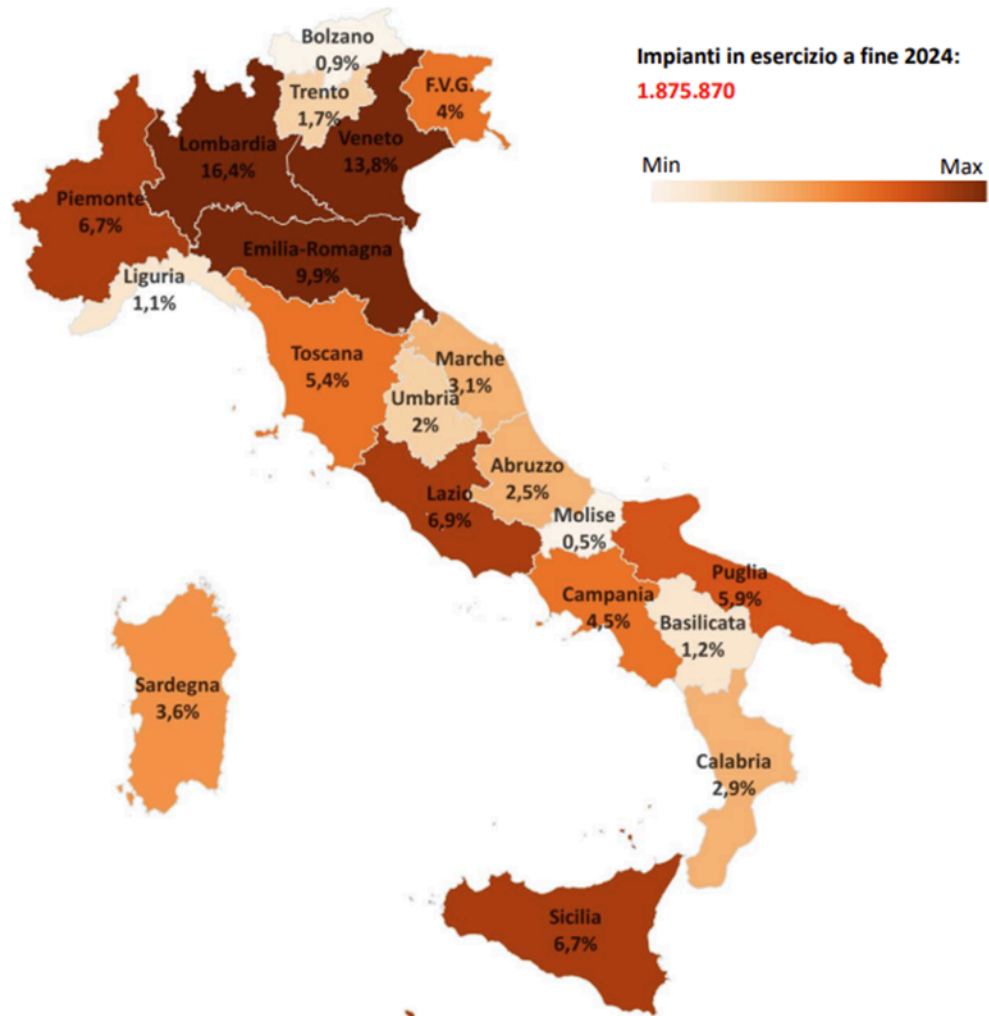 Impianti in esercizio a fine 2024:
1.875.870
Min Max
Bolzano
0,9%
Trento
1,7%
F.V.G.
4%
Lombardia
16,4%
Veneto
13,8%
Piemonte
6,7%
Emilia-Romagna
9,9%
Liguria
1,1%
Toscana
5,4%
Marche
3,1%
Umbria
2%
Abruzzo
2,5%
Lazio
6,9%
Molise
0,5%
Puglia
5,9%
Campania
4,5%
Basilicata
1,2%
Sardegna
3,6%
Calabria
2,9%
Sicilia
6,7%